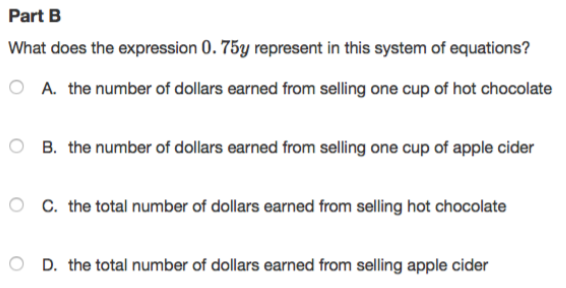 Part B
What does the expression 0.75y represent in this system of equations?
A. the number of dollars earned from selling one cup of hot chocolate
B. the number of dollars earned from selling one cup of apple cider
C. the total number of dollars earned from selling hot chocolate
D. the total number of dollars earned from selling apple cider